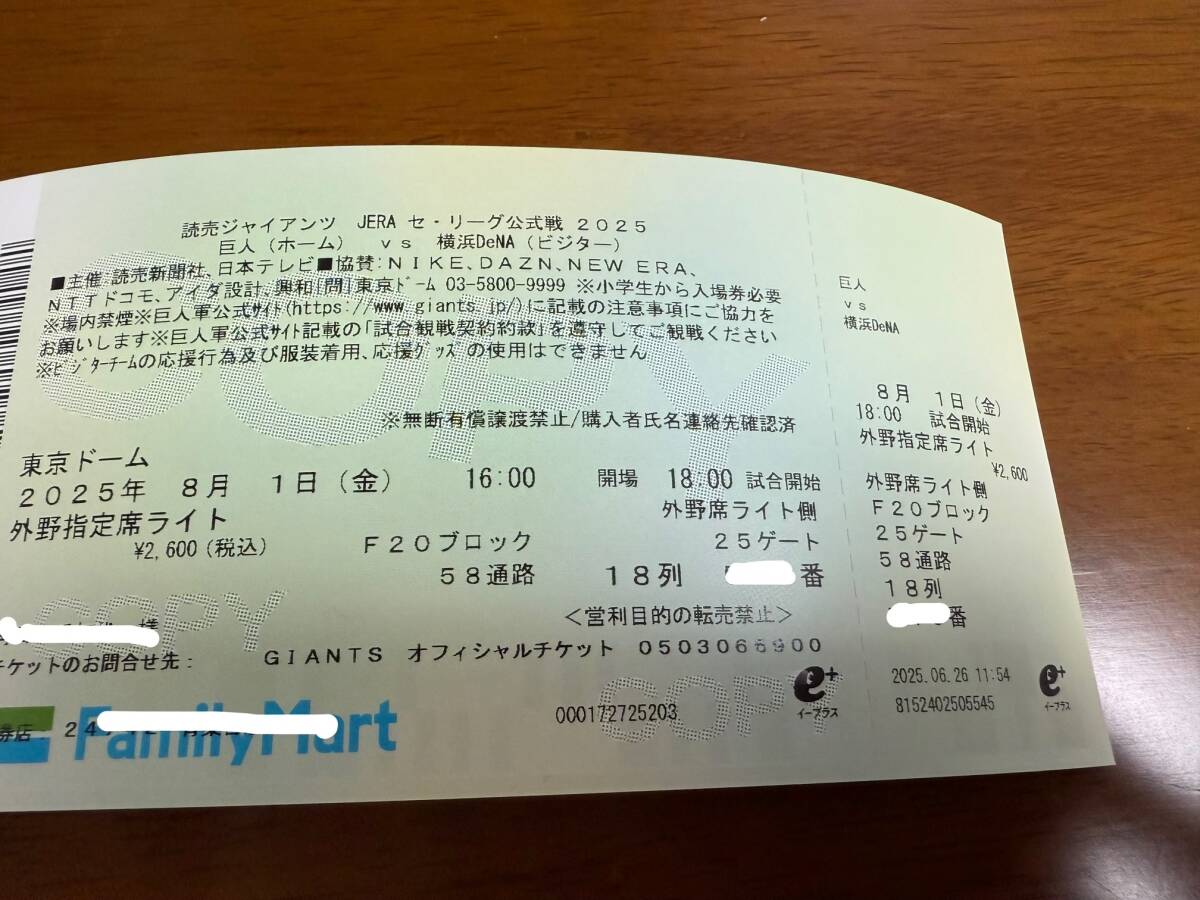 読売ジャイアンツ JERA セ・リーグ公式戦 2025
巨人(ホーム) vs 横浜DeNA(ビジター)
■主催:読売新聞社、日本テレビ■協賛:NIKE、DAZN、NEW ERA、
NTTドコモ、アイダ設計、興和[問]東京ドーム 03-5800-9999 ※小学生から入場券必要
※場内禁煙※巨人軍公式サイト(https://www.giants.jp/)に記載の注意事項にご協力を
お願いします※巨人軍公式サイト記載の「試合観戦契約約款」を遵守してご観戦ください
※ビジターチームの応援行為及び服装着用、応援グッズの使用はできません
※無断有償譲渡禁止/購入者氏名連絡先確認済
東京ドーム
2025年 8月 1日(金) 16:00 開場 18:00 試合開始
外野指定席ライト 外野席ライト側
¥2,600(税込) F20ブロック 25ゲート
58通路 18列 番
<営利目的の転売禁止>
様
チケットのお問合せ先: GIANTS オフィシャルチケット 0503066900
券店: 24
FamilyMart
000172725203
e+
イープラス
COPY
COPY
COPY
巨人
vs
横浜DeNA
8月 1日(金)
18:00 試合開始
外野指定席ライト
¥2,600
外野席ライト側
F20ブロック
25ゲート
58通路
18列
番
2025.06.26 11:54
8152402505545
e+
イープラス